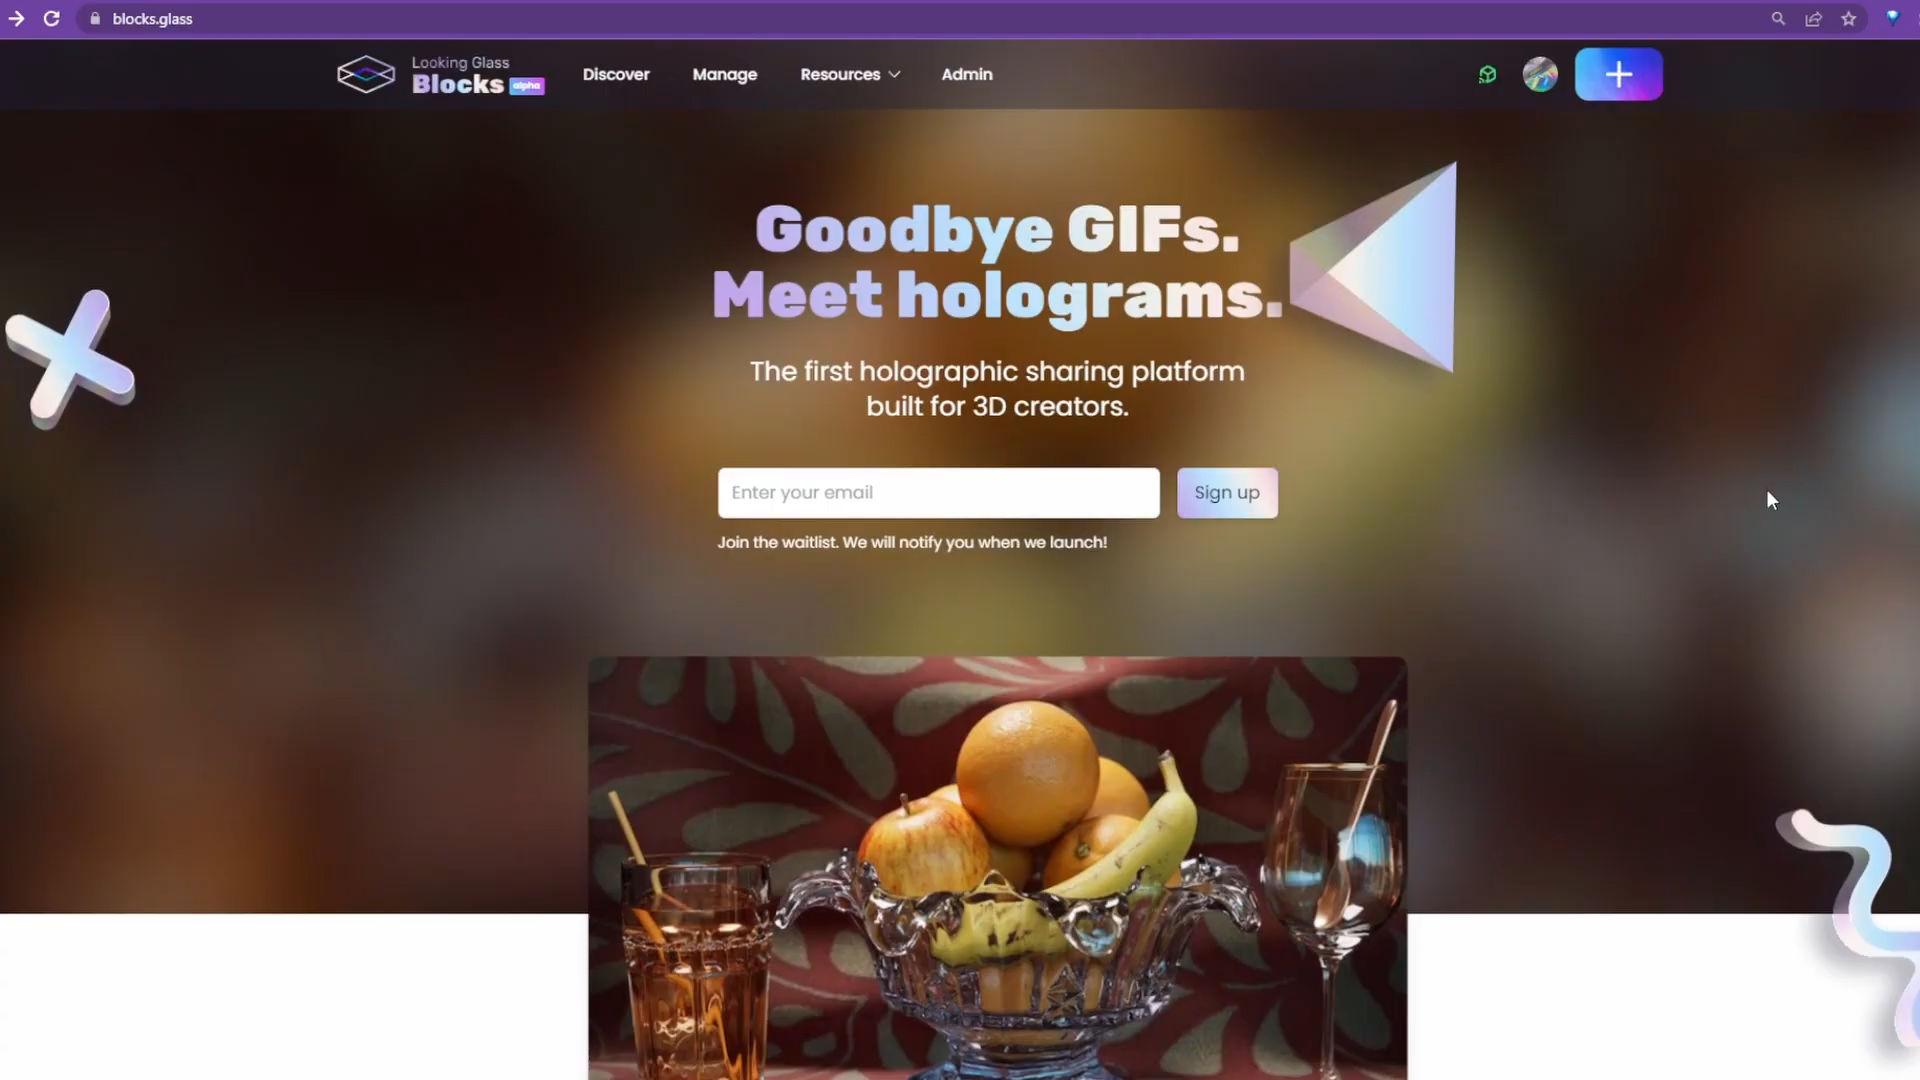 blocks.glass
Looking Glass
Blocks alpha
Discover
Manage
Resources
Admin
Goodbye GIFs.
Meet holograms.
The first holographic sharing platform
built for 3D creators.
Enter your email
Sign up
Join the waitlist. We will notify you when we launch!